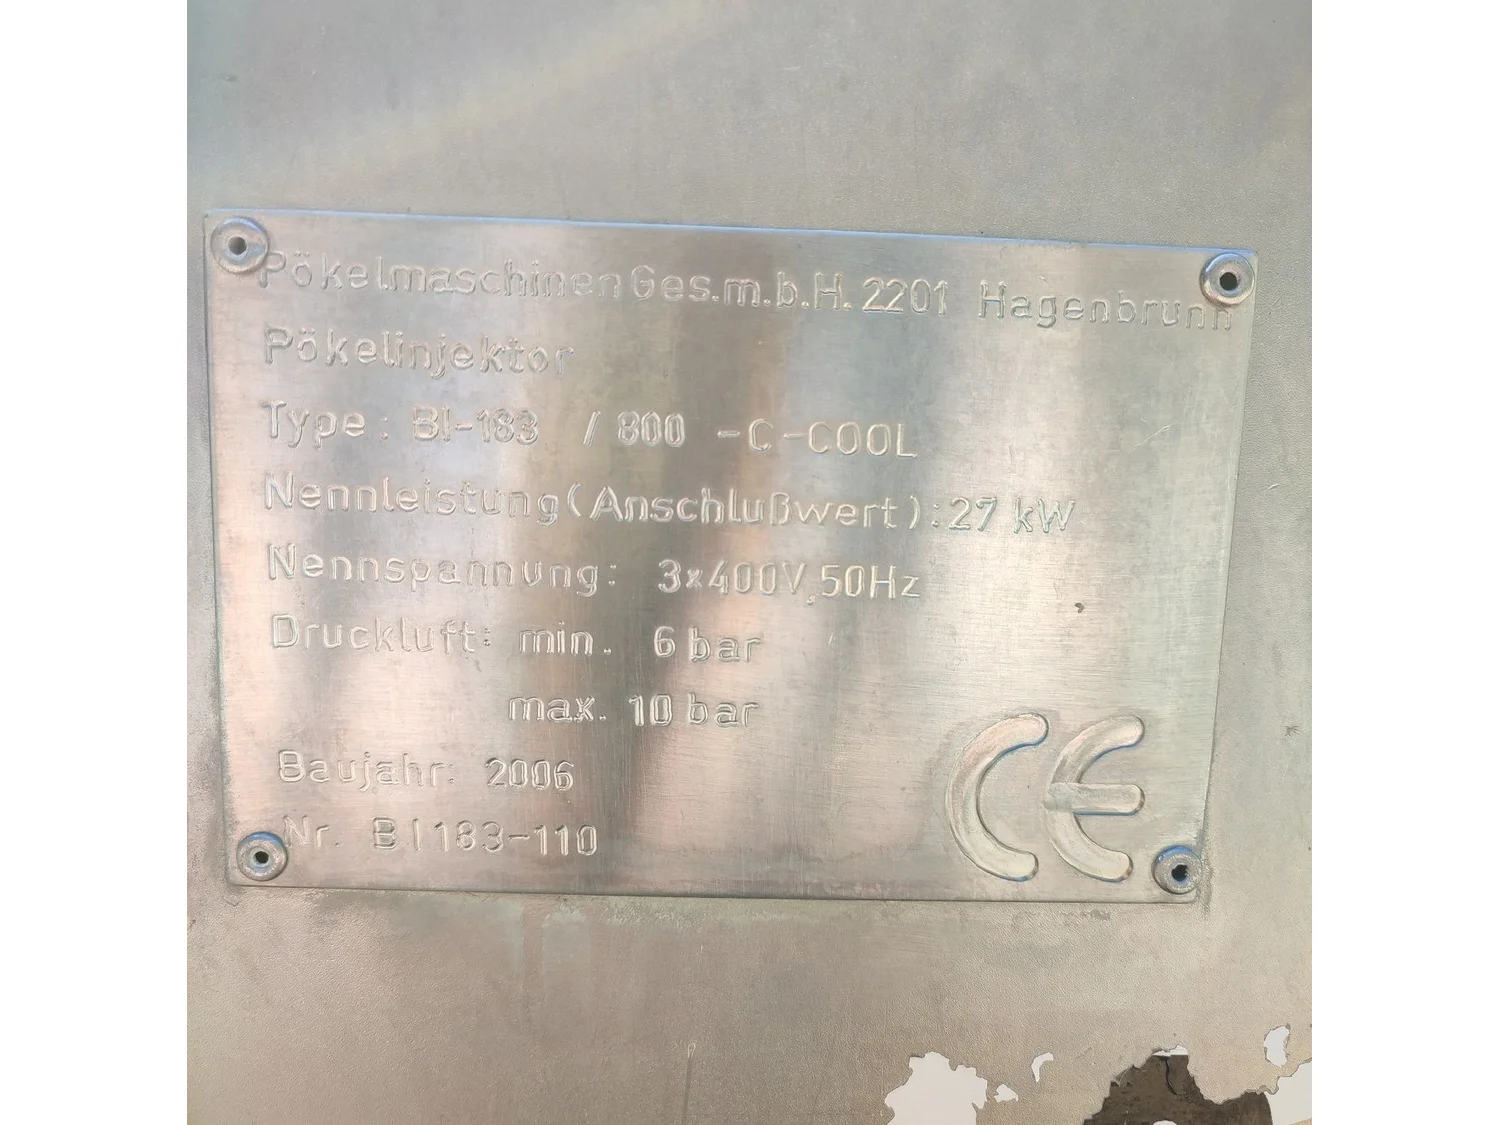 Pökelmaschinen Ges.m.b.H. 2201 Hagenbrunn
Pökelinjektor
Type: BI-183 / 800 -C-COOL
Nennleistung (Anschlußwert): 27 kW
Nennspannung: 3x400V, 50Hz
Druckluft: min. 6 bar
max. 10 bar
Baujahr: 2006
Nr. BI183-110
CE